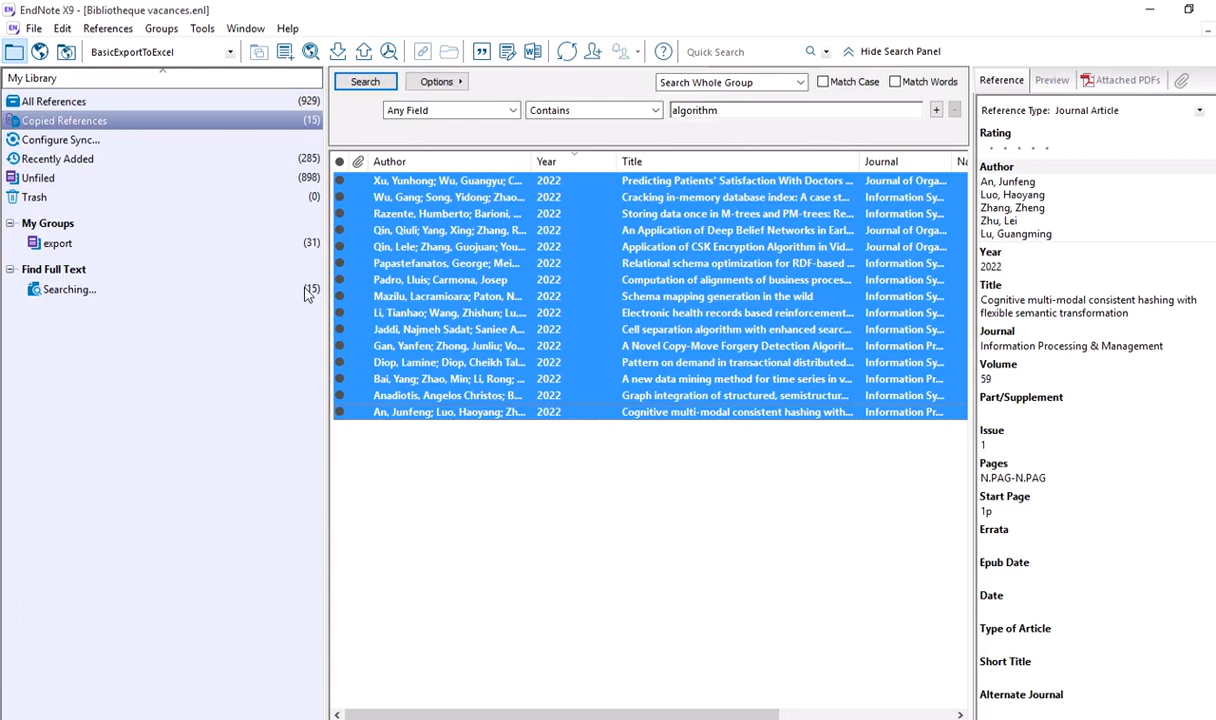 EndNote X9 - [Bibliotheque vacances.enl]
File Edit References Groups Tools Window Help
BasicExportToExcel
Quick Search
Hide Search Panel
My Library
All References (929)
Copied References (15)
Configure Sync...
Recently Added (285)
Unfiled (898)
Trash (0)
My Groups
export (31)
Find Full Text
Searching... (15)
Search Options Search Whole Group Match Case Match Words
Any Field Contains algorithm + -
Author Year Title Journal Na
Xu, Yunhong; Wu, Guangyu; C... 2022 Predicting Patients' Satisfaction With Doctors ... Journal of Orga...
Wu, Gang; Song, Yidong; Zhao... 2022 Cracking in-memory database index: A case st... Information Sy...
Razente, Humberto; Barioni, ... 2022 Storing data once in M-trees and PM-trees: Re... Information Sy...
Qin, Qiuli; Yang, Xing; Zhang, R... 2022 An Application of Deep Belief Networks in Earl... Journal of Orga...
Qin, Lele; Zhang, Guojuan; You... 2022 Application of CSK Encryption Algorithm in Vid... Journal of Orga...
Papastefanatos, George; Mei... 2022 Relational schema optimization for RDF-based ... Information Sy...
Padro, Lluis; Carmona, Josep 2022 Computation of alignments of business proces... Information Sy...
Mazilu, Lacramioara; Paton, N... 2022 Schema mapping generation in the wild Information Sy...
Li, Tianhao; Wang, Zhishun; Lu,... 2022 Electronic health records based reinforcement... Information Sy...
Jaddi, Najmeh Sadat; Saniee A... 2022 Cell separation algorithm with enhanced searc... Information Sy...
Gan, Yanfen; Zhong, Junliu; Vo... 2022 A Novel Copy-Move Forgery Detection Algorit... Information Pr...
Diop, Lamine; Diop, Cheikh Tal... 2022 Pattern on demand in transactional distributed... Information Sy...
Bai, Yang; Zhao, Min; Li, Rong; ... 2022 A new data mining method for time series in v... Information Pr...
Anadiotis, Angelos Christos; B... 2022 Graph integration of structured, semistructur... Information Sy...
An, Junfeng; Luo, Haoyang; Zh... 2022 Cognitive multi-modal consistent hashing with... Information Pr...
Reference Preview Attached PDFs
Reference Type: Journal Article
Rating
Author
An, Junfeng
Luo, Haoyang
Zhang, Zheng
Zhu, Lei
Lu, Guangming
Year
2022
Title
Cognitive multi-modal consistent hashing with
flexible semantic transformation
Journal
Information Processing & Management
Volume
59
Part/Supplement
Issue
1
Pages
N.PAG-N.PAG
Start Page
1p
Errata
Epub Date
Date
Type of Article
Short Title
Alternate Journal